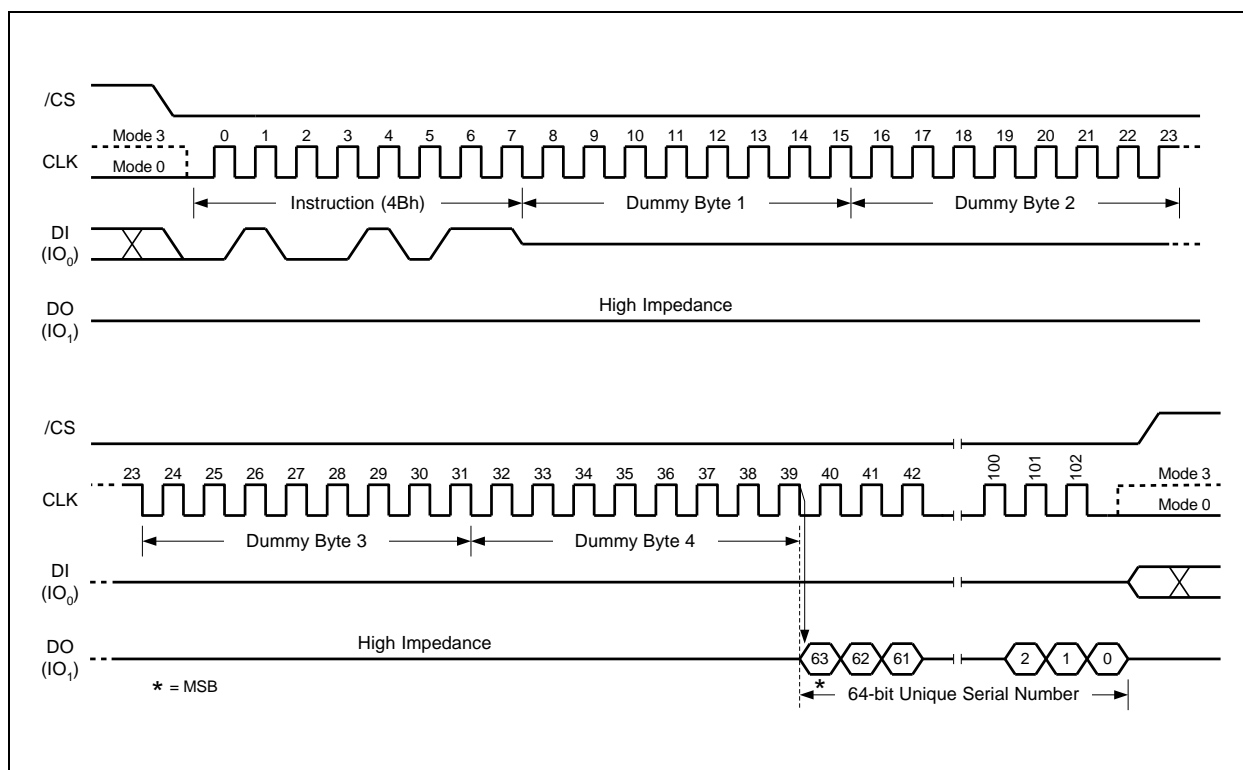 /CS
Mode 3
0 1 2 3 4 5 6 7 8 9 10 11 12 13 14 15 16 17 18 19 20 21 22 23
CLK
Mode 0
Instruction (4Bh) Dummy Byte 1 Dummy Byte 2
DI
(IO0)
High Impedance
DO
(IO1)
/CS
23 24 25 26 27 28 29 30 31 32 33 34 35 36 37 38 39 40 41 42 100 101 102
Mode 3
CLK
Mode 0
Dummy Byte 3 Dummy Byte 4
DI
(IO0)
High Impedance
DO
(IO1)
63 62 61 2 1 0
* = MSB
*
64-bit Unique Serial Number